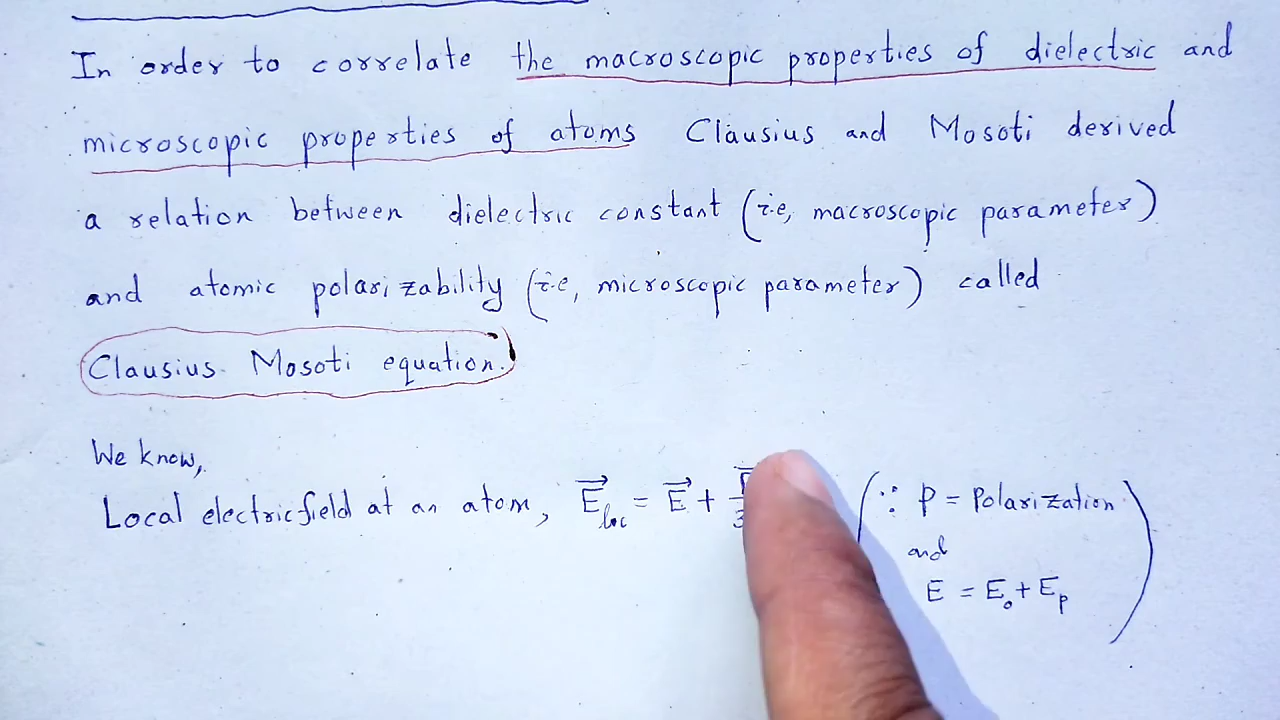 In order to correlate the macroscopic properties of dielectric and
microscopic properties of atoms Clausius and Mosoti derived
a relation between dielectric constant (i.e, macroscopic parameter)
and atomic polarizability (i.e, microscopic parameter) called
Clausius Mosoti equation.
We know,
Local electric field at an atom, E⃗loc = E⃗ +
(∵ P = Polarization
and
E = E₀ + Eₚ)